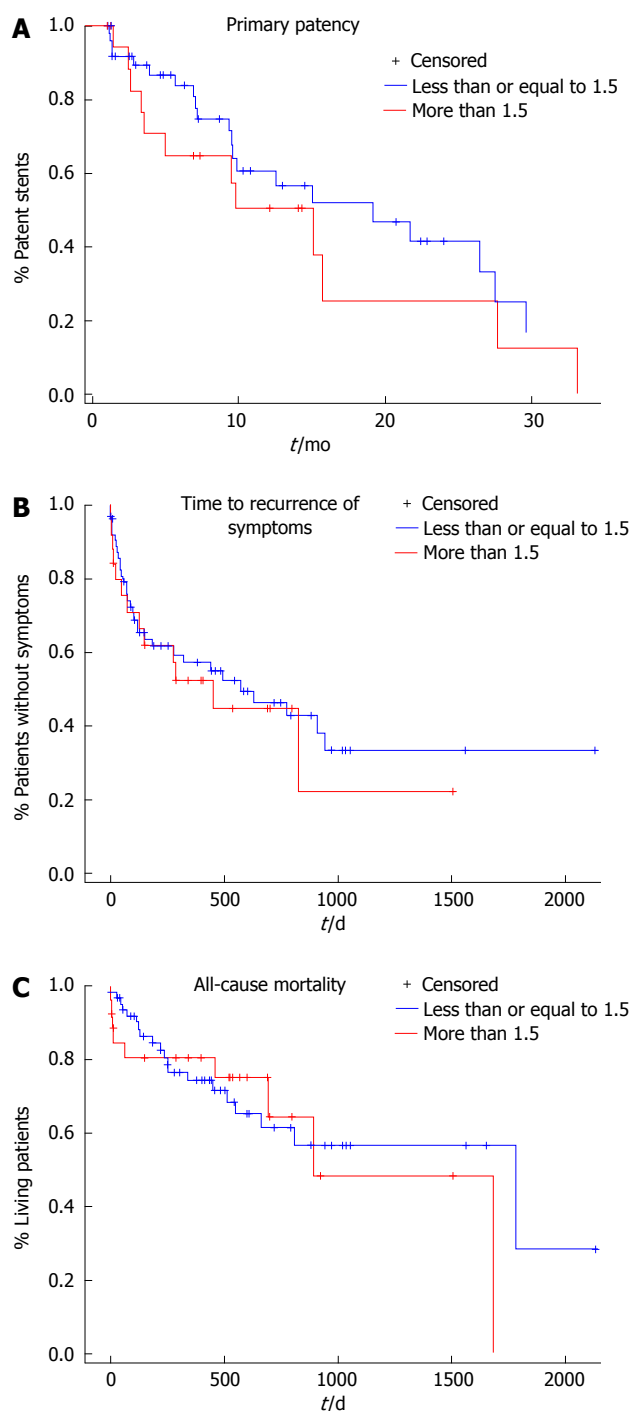 A
Primary patency
+ Censored
Less than or equal to 1.5
More than 1.5
% Patent stents
1.0
0.8
0.6
0.4
0.2
0.0
0 10 20 30
t/mo
B
Time to recurrence of
symptoms
+ Censored
Less than or equal to 1.5
More than 1.5
% Patients without symptoms
1.0
0.8
0.6
0.4
0.2
0.0
0 500 1000 1500 2000
t/d
C
All-cause mortality
+ Censored
Less than or equal to 1.5
More than 1.5
% Living patients
1.0
0.8
0.6
0.4
0.2
0.0
0 500 1000 1500 2000
t/d